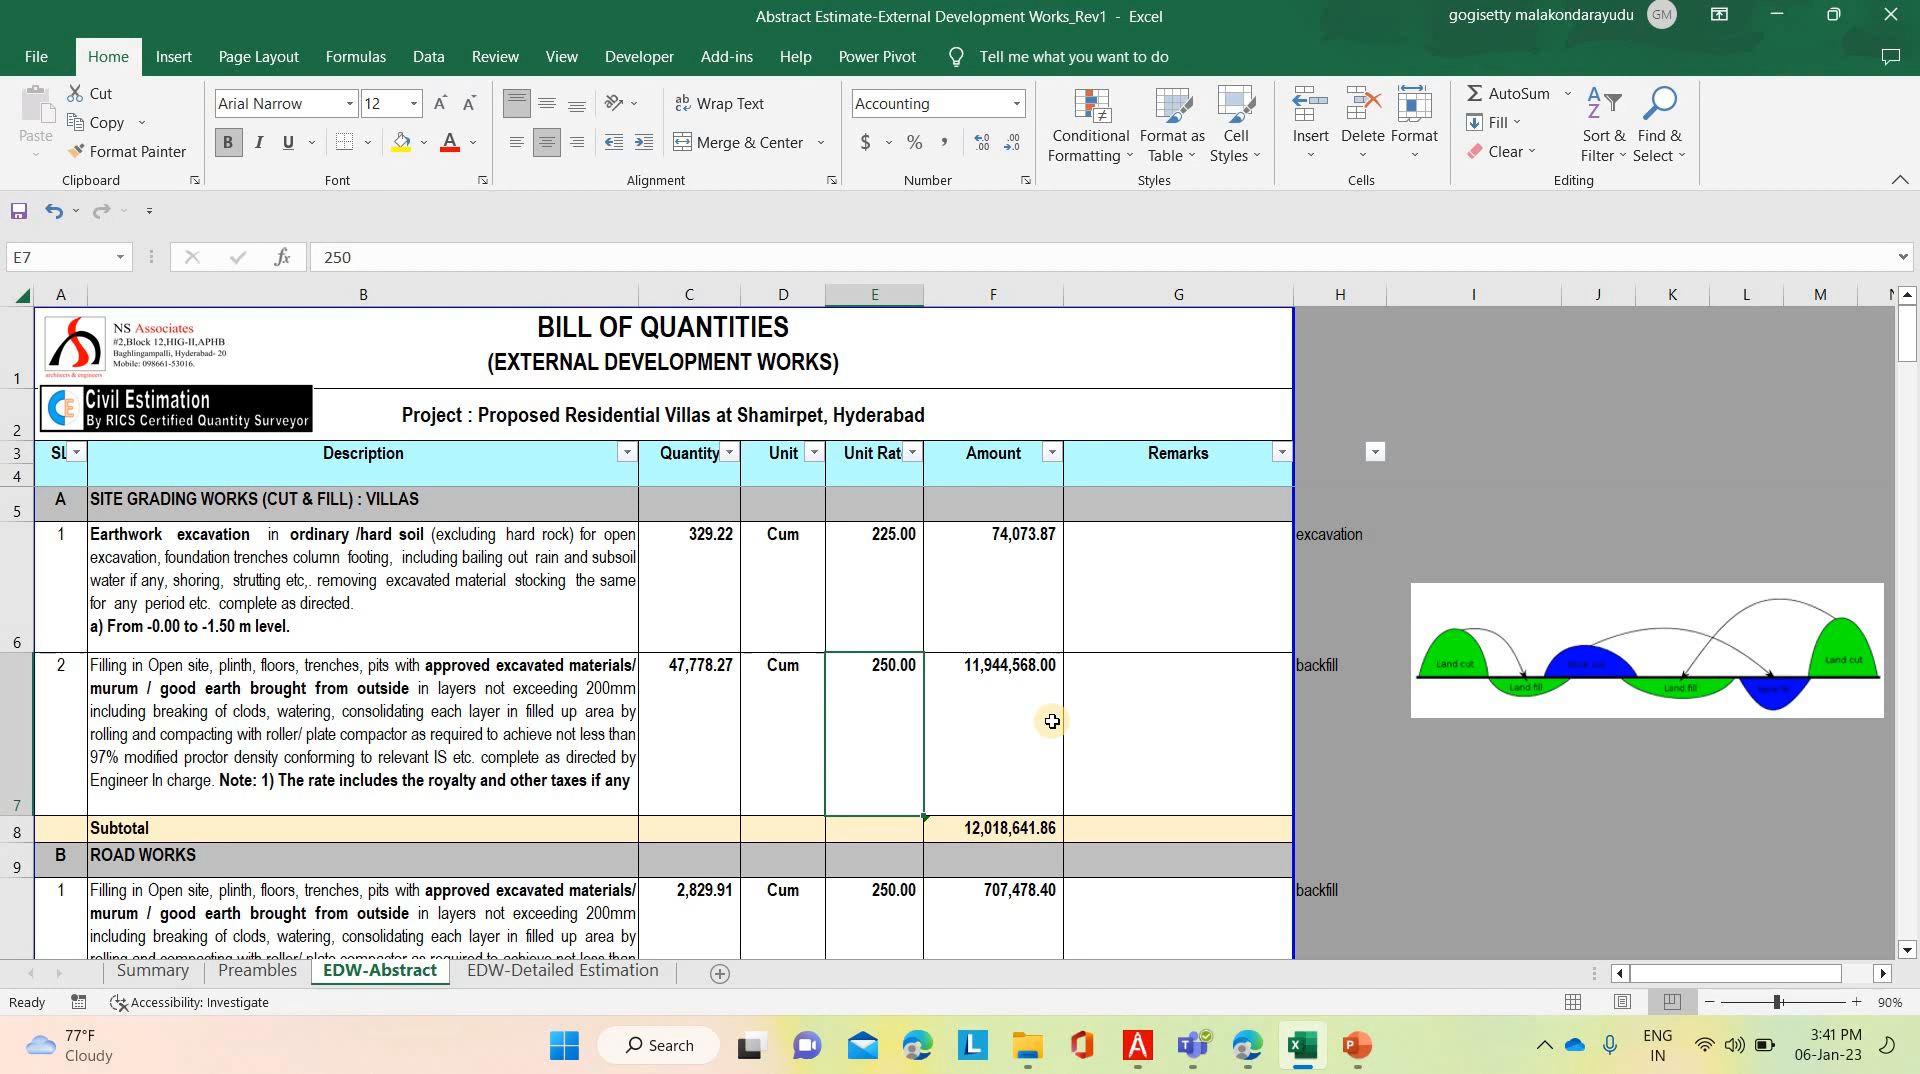 Abstract Estimate-External Development Works_Rev1 - Excel
gogisetty malakondarayudu GM
File Home Insert Page Layout Formulas Data Review View Developer Add-ins Help Power Pivot Tell me what you want to do
Paste
Cut
Copy
Format Painter
Clipboard
Arial Narrow 12
B I U
Font
Wrap Text
Merge & Center
Alignment
Accounting
$ % ,
Number
Conditional Formatting
Format as Table
Cell Styles
Styles
Insert Delete Format
Cells
AutoSum
Fill
Clear
Sort & Filter
Find & Select
Editing
E7 fx 250
A B C D E F G H I J K L M
1
NS Associates
#2,Block 12,HIG-II,APHB
Baghlingampalli, Hyderabad- 20
Mobile: 098661-53016.
architects & engineers
BILL OF QUANTITIES
(EXTERNAL DEVELOPMENT WORKS)
2
Civil Estimation
By RICS Certified Quantity Surveyor
Project : Proposed Residential Villas at Shamirpet, Hyderabad
3 Description Quantity Unit Unit Rat Amount Remarks
4
5 A SITE GRADING WORKS (CUT & FILL) : VILLAS
1 Earthwork excavation in ordinary /hard soil (excluding hard rock) for open 329.22 Cum 225.00 74,073.87 excavation
excavation, foundation trenches column footing, including bailing out rain and subsoil
water if any, shoring, strutting etc,. removing excavated material stocking the same
for any period etc. complete as directed.
a) From -0.00 to -1.50 m level.
6
Land cut Land fill Land fill Land cut
2 Filling in Open site, plinth, floors, trenches, pits with approved excavated materials/ 47,778.27 Cum 250.00 11,944,568.00 backfill
murum / good earth brought from outside in layers not exceeding 200mm
including breaking of clods, watering, consolidating each layer in filled up area by
rolling and compacting with roller/ plate compactor as required to achieve not less than
97% modified proctor density conforming to relevant IS etc. complete as directed by
Engineer In charge. Note: 1) The rate includes the royalty and other taxes if any
7
8 Subtotal 12,018,641.86
9 B ROAD WORKS
1 Filling in Open site, plinth, floors, trenches, pits with approved excavated materials/ 2,829.91 Cum 250.00 707,478.40 backfill
murum / good earth brought from outside in layers not exceeding 200mm
including breaking of clods, watering, consolidating each layer in filled up area by
Summary Preambles EDW-Abstract EDW-Detailed Estimation
Ready Accessibility: Investigate 90%
77°F
Cloudy
Search
ENG
IN
3:41 PM
06-Jan-23